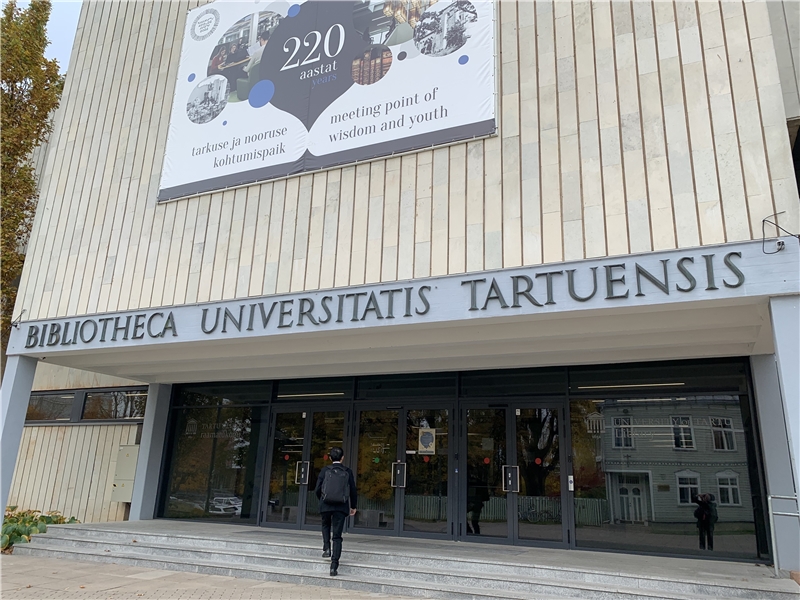 220
aastat
years
tarkuse ja nooruse
kohtumispaik
meeting point of
wisdom and youth
BIBLIOTHECA UNIVERSITATIS TARTUENSIS